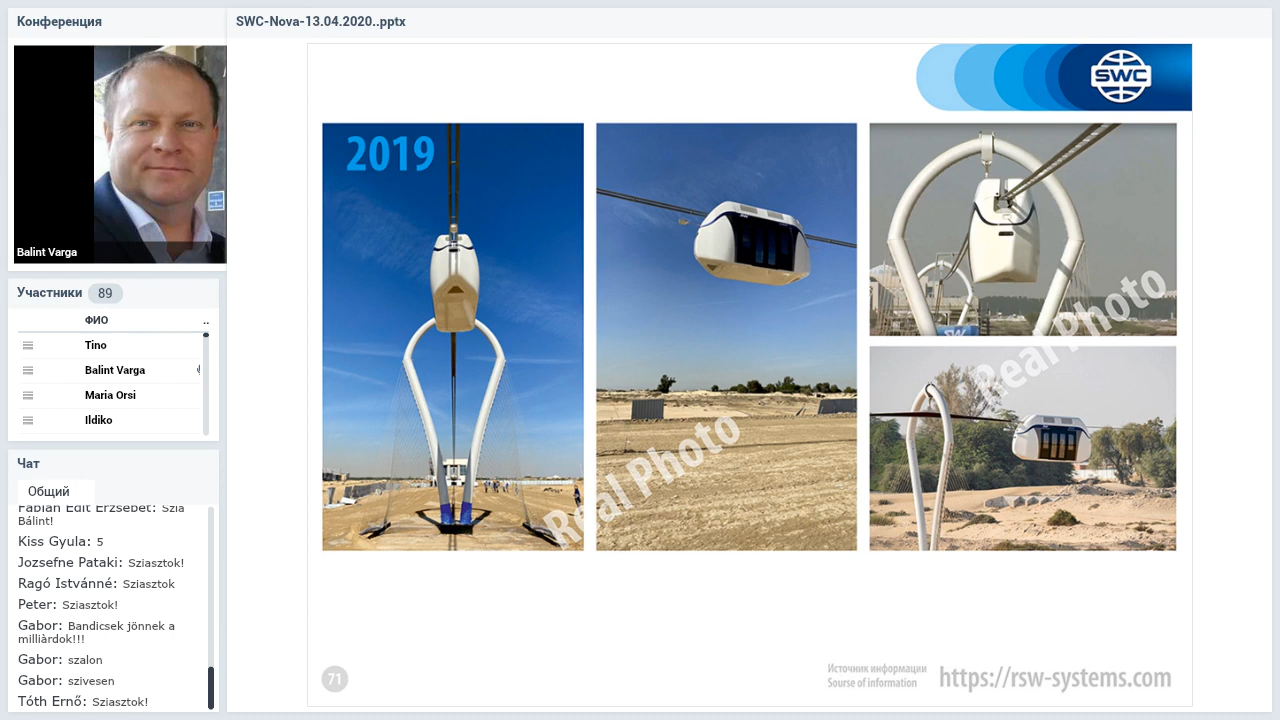 Конференция
Balint Varga
Участники 89
ФИО ..
Tino
Balint Varga
Maria Orsi
Ildiko
Чат
Общий
Fabian Edit Erzsebet: Szia
Bálint!
Kiss Gyula: 5
Jozsefne Pataki: Sziasztok!
Ragó Istvánné: Sziasztok
Peter: Sziasztok!
Gabor: Bandicsek jönnek a
milliàrdok!!!
Gabor: szalon
Gabor: szivesen
Tóth Ernő: Sziasztok!
SWC-Nova-13.04.2020..pptx
SWC
2019
Real Photo
Real Photo
71
Источник информации
Sourse of information
https://rsw-systems.com